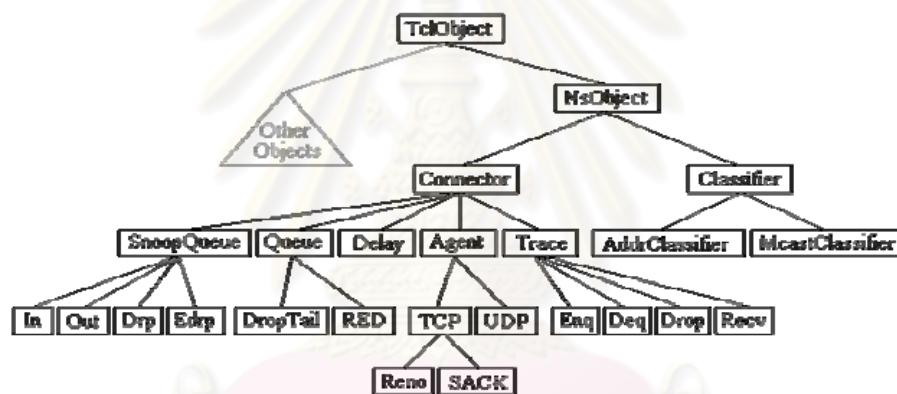 TclObject
NsObject
Other
Objects
Connector
Classifier
SnoopQueue
Queue
Delay
Agent
Trace
AddrClassifier
McastClassifier
In
Out
Drp
Edrp
DropTail
RED
TCP
UDP
Enq
Deq
Drop
Recv
Reno
SACK